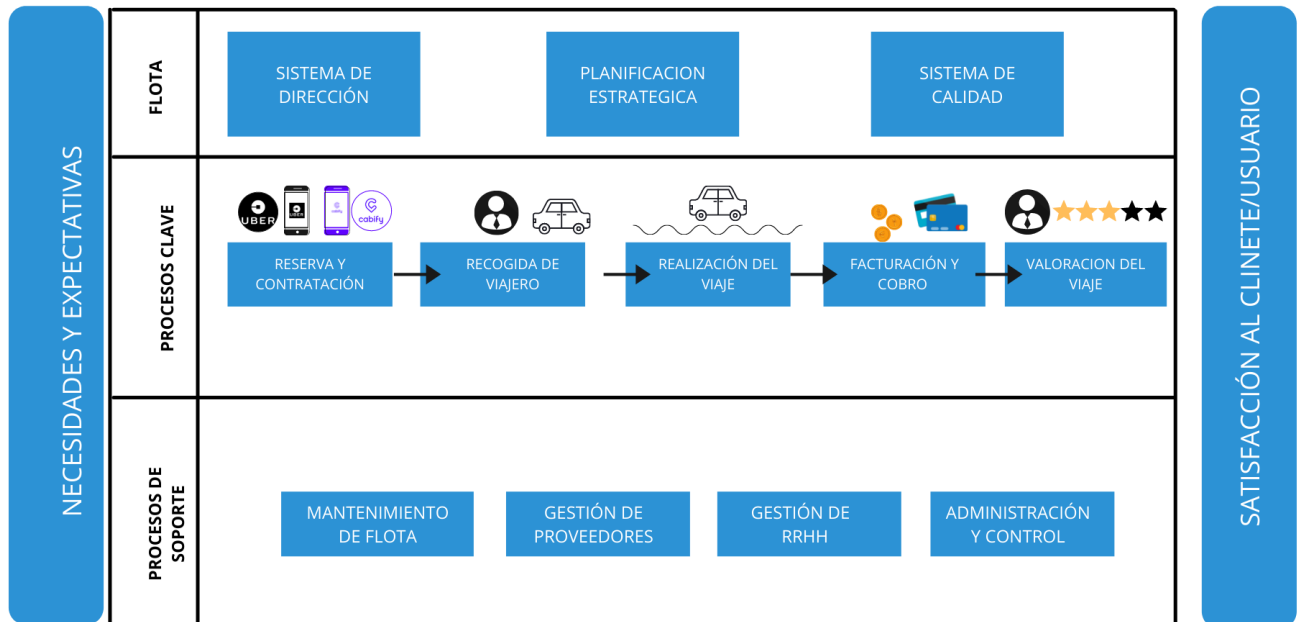 NECESIDADES Y EXPECTATIVAS
FLOTA
SISTEMA DE
DIRECCIÓN
PLANIFICACION
ESTRATEGICA
SISTEMA DE
CALIDAD
PROCESOS CLAVE
UBER
UBER
cabify
cabify
RESERVA Y
CONTRATACIÓN
RECOGIDA DE
VIAJERO
REALIZACIÓN DEL
VIAJE
FACTURACIÓN Y
COBRO
VALORACION DEL
VIAJE
PROCESOS DE
SOPORTE
MANTENIMIENTO
DE FLOTA
GESTIÓN DE
PROVEEDORES
GESTIÓN DE
RRHH
ADMINISTRACIÓN
Y CONTROL
SATISFACCIÓN AL CLINETE/USUARIO